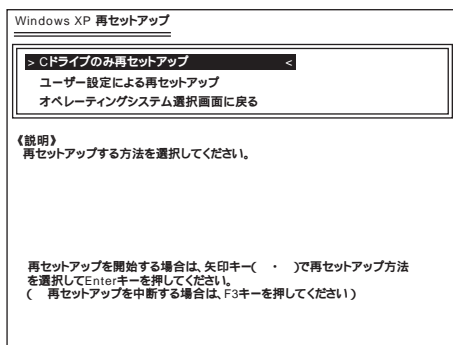 Windows XP 再セットアップ
> Cドライブのみ再セットアップ <
ユーザー設定による再セットアップ
オペレーティングシステム選択画面に戻る
《説明》
再セットアップする方法を選択してください。
再セットアップを開始する場合は、矢印キー( ・ )で再セットアップ方法
を選択してEnterキーを押してください。
( 再セットアップを中断する場合は、F3キーを押してください)